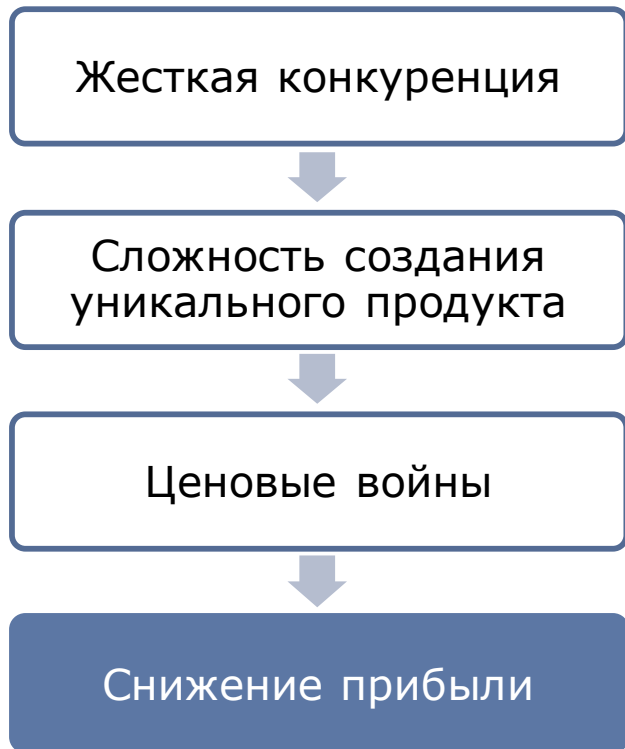 Жесткая конкуренция
Сложность создания
уникального продукта
Ценовые войны
Снижение прибыли